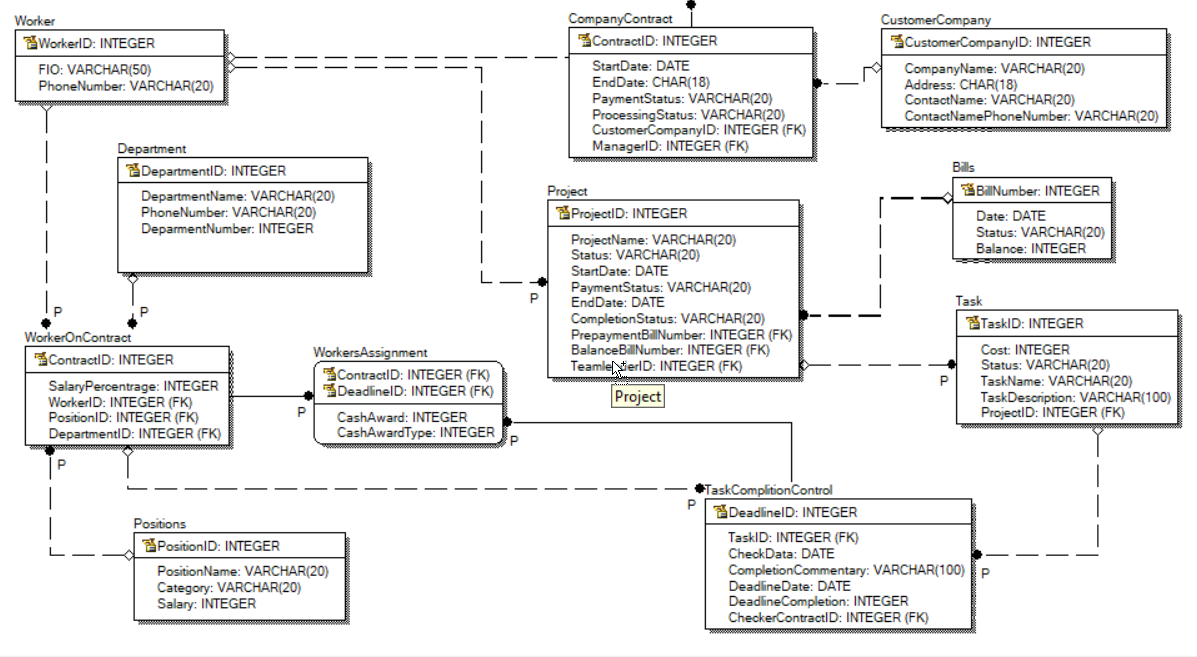 Worker
WorkerID: INTEGER
FIO: VARCHAR(50)
PhoneNumber: VARCHAR(20)
CompanyContract
ContractID: INTEGER
StartDate: DATE
EndDate: CHAR(18)
PaymentStatus: VARCHAR(20)
ProcessingStatus: VARCHAR(20)
CustomerCompanyID: INTEGER (FK)
ManagerID: INTEGER (FK)
CustomerCompany
CustomerCompanyID: INTEGER
CompanyName: VARCHAR(20)
Address: CHAR(18)
ContactName: VARCHAR(20)
ContactNamePhoneNumber: VARCHAR(20)
Department
DepartmentID: INTEGER
DepartmentName: VARCHAR(20)
PhoneNumber: VARCHAR(20)
DeparmentNumber: INTEGER
Project
ProjectID: INTEGER
ProjectName: VARCHAR(20)
Status: VARCHAR(20)
StartDate: DATE
PaymentStatus: VARCHAR(20)
EndDate: DATE
CompletionStatus: VARCHAR(20)
PrepaymentBillNumber: INTEGER (FK)
BalanceBillNumber: INTEGER (FK)
INTEGER (FK)
Project
Bills
BillNumber: INTEGER
Date: DATE
Status: VARCHAR(20)
Balance: INTEGER
Task
TaskID: INTEGER
Cost: INTEGER
Status: VARCHAR(20)
TaskName: VARCHAR(20)
TaskDescription: VARCHAR(100)
ProjectID: INTEGER (FK)
P
P
P
P
WorkerOnContract
ContractID: INTEGER
SalaryPercentrage: INTEGER
WorkerID: INTEGER (FK)
PositionID: INTEGER (FK)
DepartmentID: INTEGER (FK)
P
WorkersAssignment
ContractID: INTEGER (FK)
DeadlineID: INTEGER (FK)
CashAward: INTEGER
CashAwardType: INTEGER
P
P
P
P
Positions
PositionID: INTEGER
PositionName: VARCHAR(20)
Category: VARCHAR(20)
Salary: INTEGER
TaskComplitionControl
DeadlineID: INTEGER
TaskID: INTEGER (FK)
CheckData: DATE
CompletionCommentary: VARCHAR(100)
DeadlineDate: DATE
DeadlineCompletion: INTEGER
CheckerContractID: INTEGER (FK)